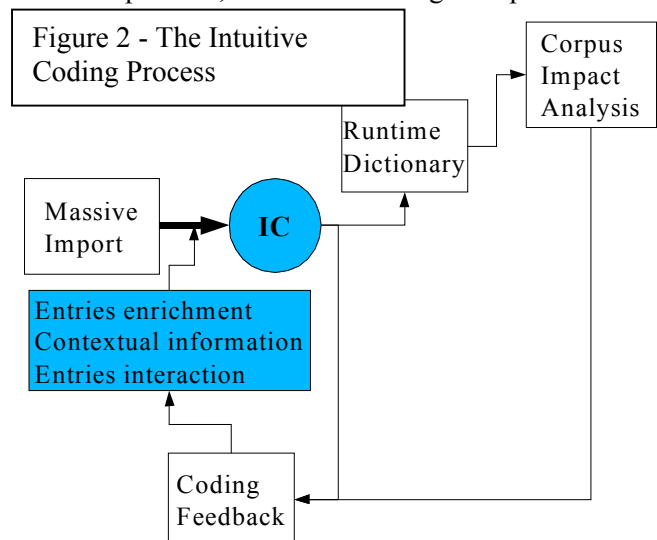 Figure 2 - The Intuitive
Coding Process
Corpus
Impact
Analysis
Runtime
Dictionary
Massive
Import
IC
Entries enrichment
Contextual information
Entries interaction
Coding
Feedback